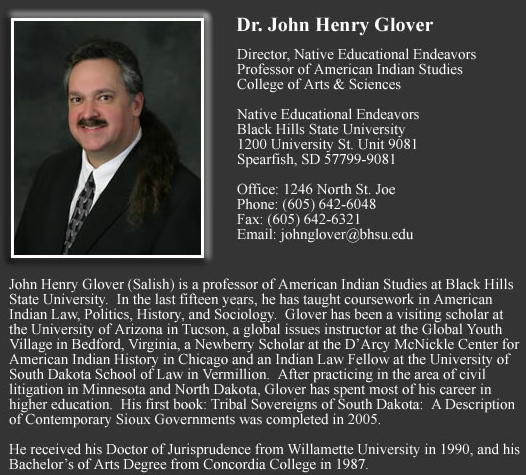 Dr. John Henry Glover
Director, Native Educational Endeavors
Professor of American Indian Studies
College of Arts & Sciences
Native Educational Endeavors
Black Hills State University
1200 University St. Unit 9081
Spearfish, SD 57799-9081
Office: 1246 North St. Joe
Phone: (605) 642-6048
Fax: (605) 642-6321
Email: johnglover@bhsu.edu
John Henry Glover (Salish) is a professor of American Indian Studies at Black Hills
State University.  In the last fifteen years, he has taught coursework in American
Indian Law, Politics, History, and Sociology.  Glover has been a visiting scholar at
the University of Arizona in Tucson, a global issues instructor at the Global Youth
Village in Bedford, Virginia, a Newberry Scholar at the D'Arcy McNickle Center for
American Indian History in Chicago and an Indian Law Fellow at the University of
South Dakota School of Law in Vermillion.  After practicing in the area of civil
litigation in Minnesota and North Dakota, Glover has spent most of his career in
higher education.  His first book: Tribal Sovereigns of South Dakota:  A Description
of Contemporary Sioux Governments was completed in 2005.
He received his Doctor of Jurisprudence from Willamette University in 1990, and his
Bachelor's of Arts Degree from Concordia College in 1987.